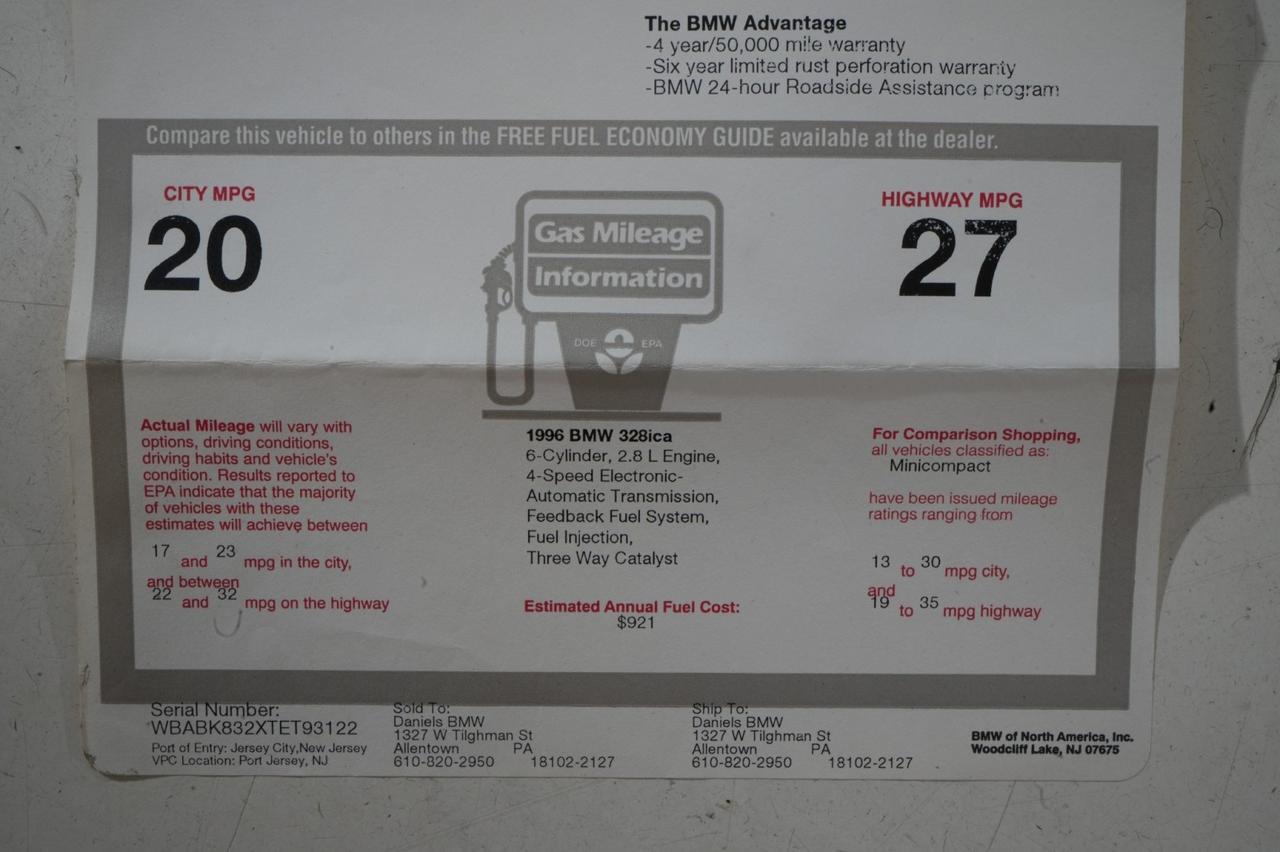 The BMW Advantage
-4 year/50,000 mile warranty
-Six year limited rust perforation warranty
-BMW 24-hour Roadside Assistance program
Compare this vehicle to others in the FREE FUEL ECONOMY GUIDE available at the dealer.
CITY MPG
20
Gas Mileage
Information
DOE EPA
HIGHWAY MPG
27
Actual Mileage will vary with
options, driving conditions,
driving habits and vehicle's
condition. Results reported to
EPA indicate that the majority
of vehicles with these
estimates will achieve between
17 and 23 mpg in the city,
and between
22 and 32 mpg on the highway
1996 BMW 328ica
6-Cylinder, 2.8 L Engine,
4-Speed Electronic-
Automatic Transmission,
Feedback Fuel System,
Fuel Injection,
Three Way Catalyst
Estimated Annual Fuel Cost:
$921
For Comparison Shopping,
all vehicles classified as:
Minicompact
have been issued mileage
ratings ranging from
13 to 30 mpg city,
and
19 to 35 mpg highway
Serial Number:
WBABK832XTET93122
Port of Entry: Jersey City,New Jersey
VPC Location: Port Jersey, NJ
Sold To:
Daniels BMW
1327 W Tilghman St
Allentown PA
610-820-2950 18102-2127
Ship To:
Daniels BMW
1327 W Tilghman St
Allentown PA
610-820-2950 18102-2127
BMW of North America, Inc.
Woodcliff Lake, NJ 07675